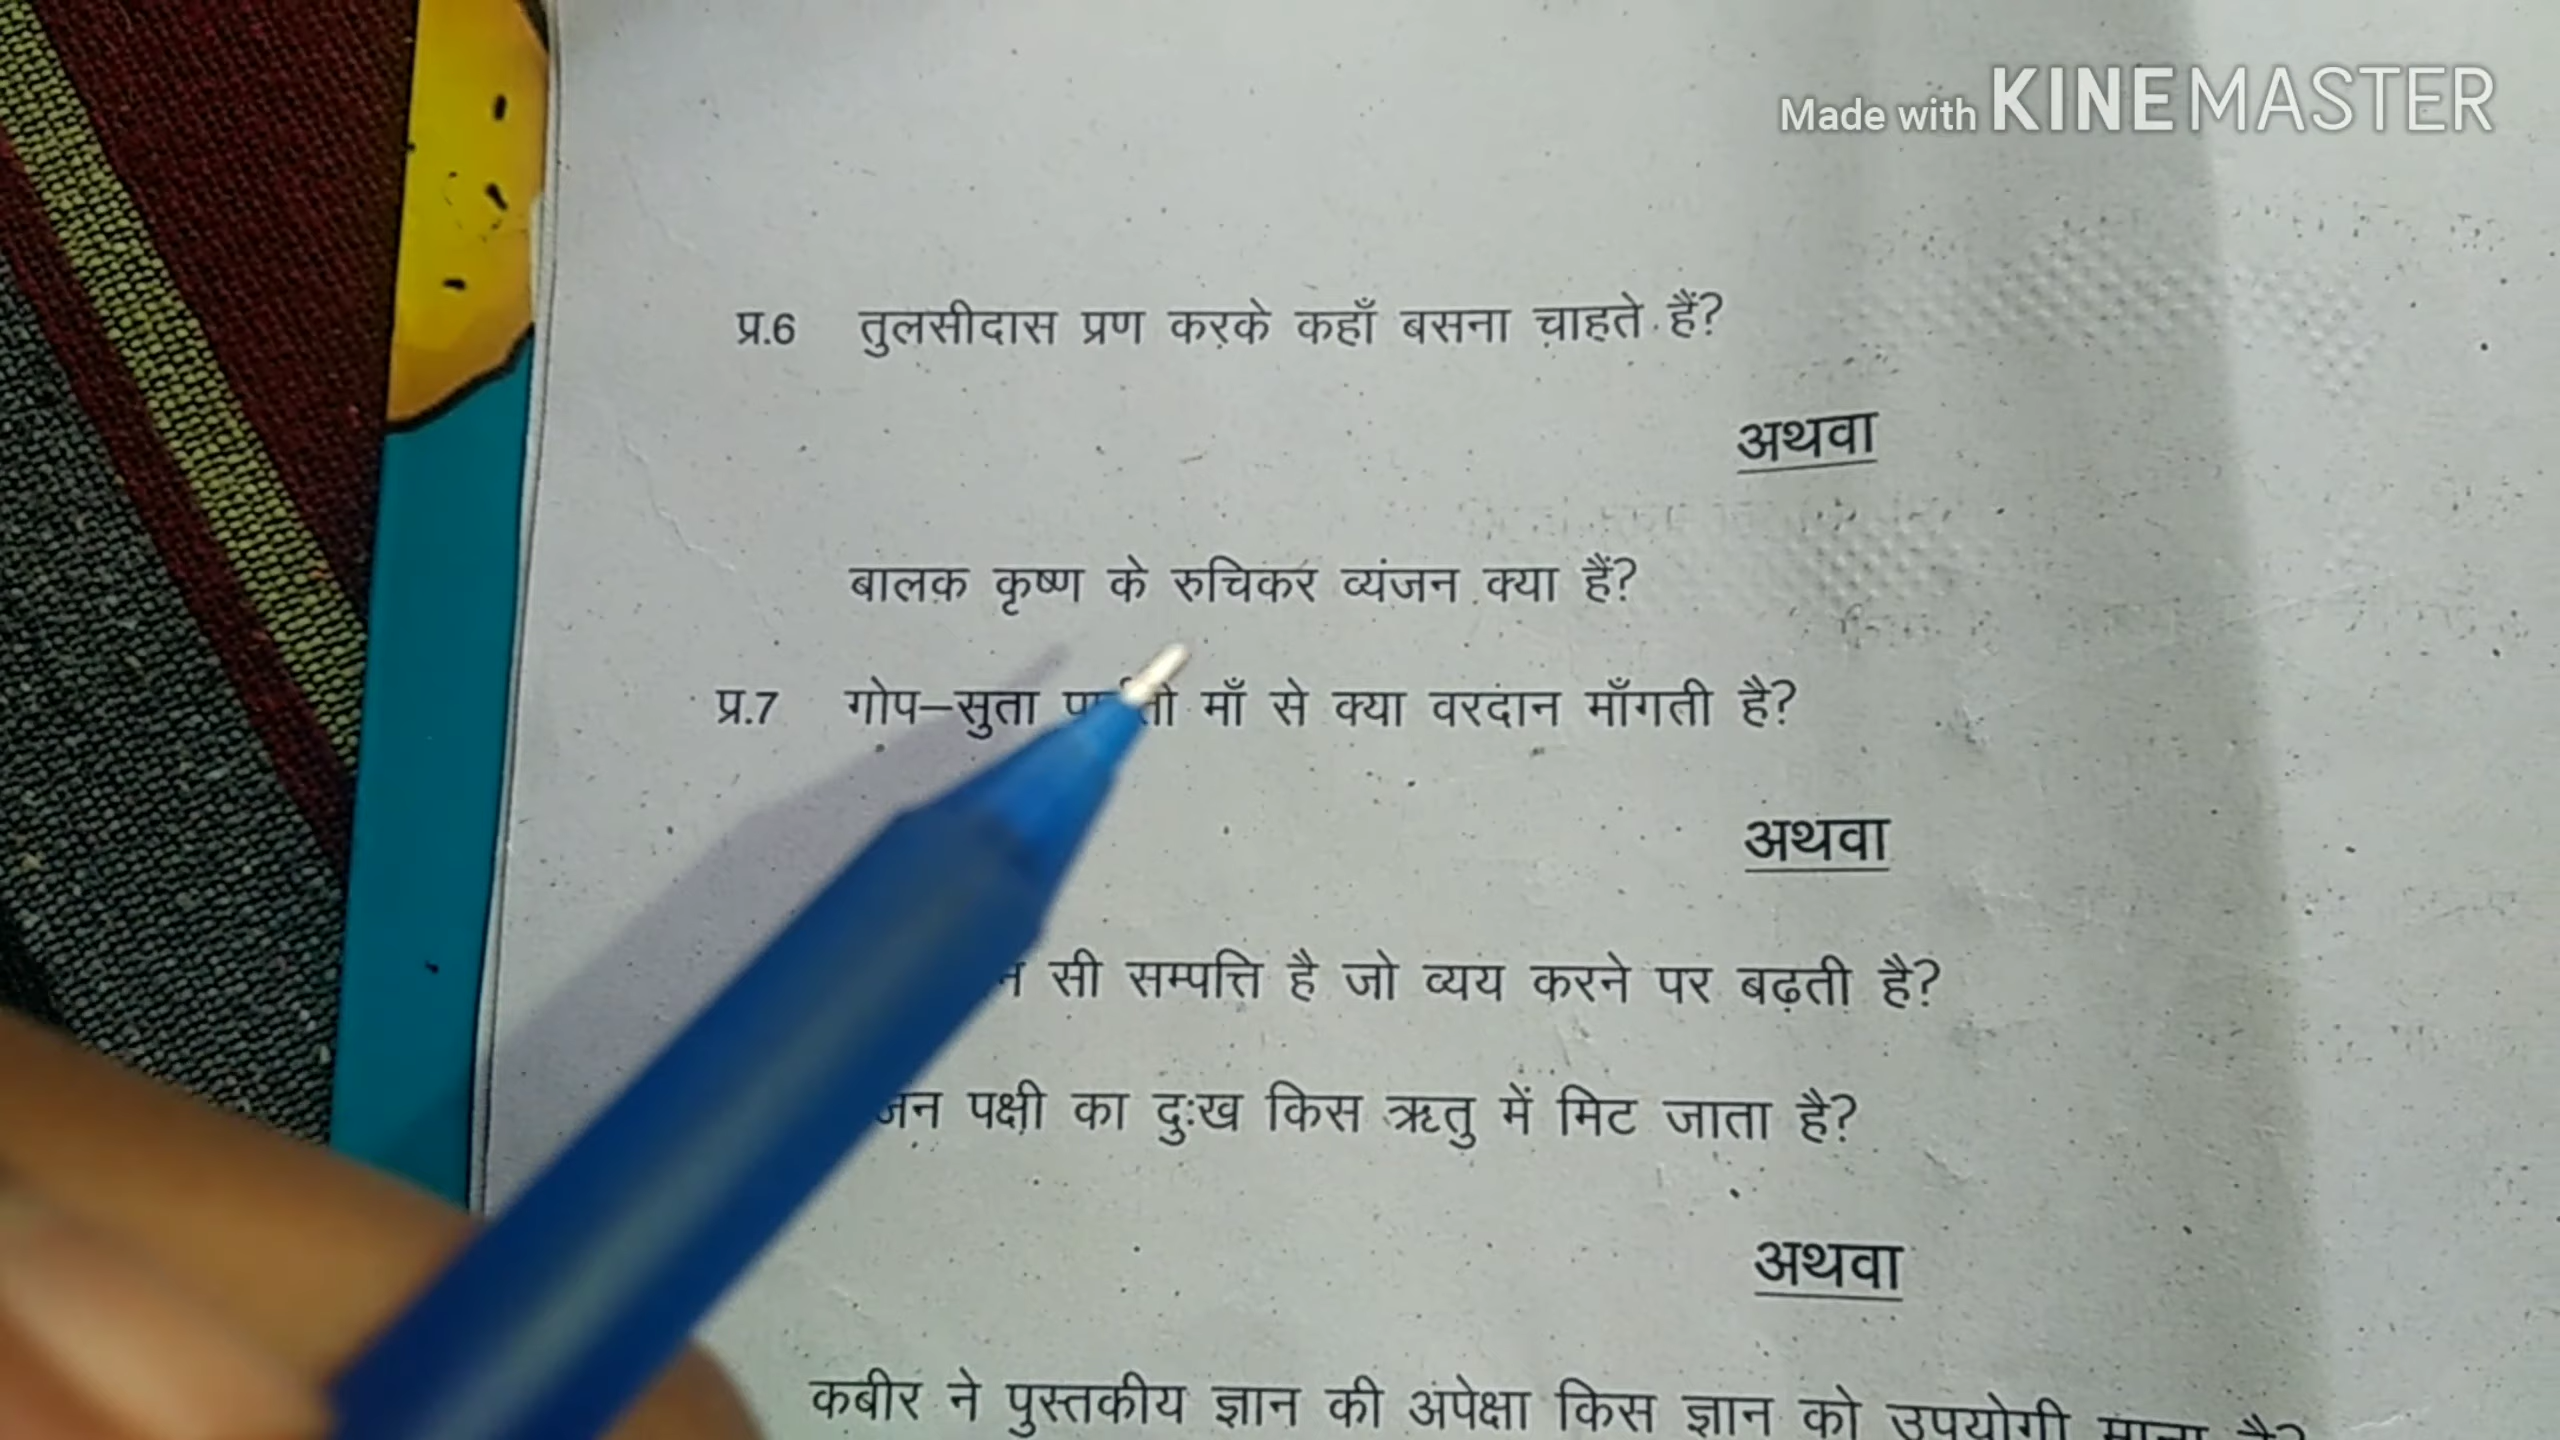 Made with KINEMASTER
प्र.6 तुलसीदास प्रण करके कहाँ बसना चाहते हैं?
अथवा
बालक कृष्ण के रुचिकर व्यंजन क्या हैं?
प्र.7 गोप–सुता माँ से क्या वरदान माँगती है?
अथवा
सी सम्पत्ति है जो व्यय करने पर बढ़ती है?
पक्षी का दुःख किस ऋतु में मिट जाता है?
अथवा
कबीर ने पुस्तकीय ज्ञान की अपेक्षा किस ज्ञान को उपयोगी माना है?